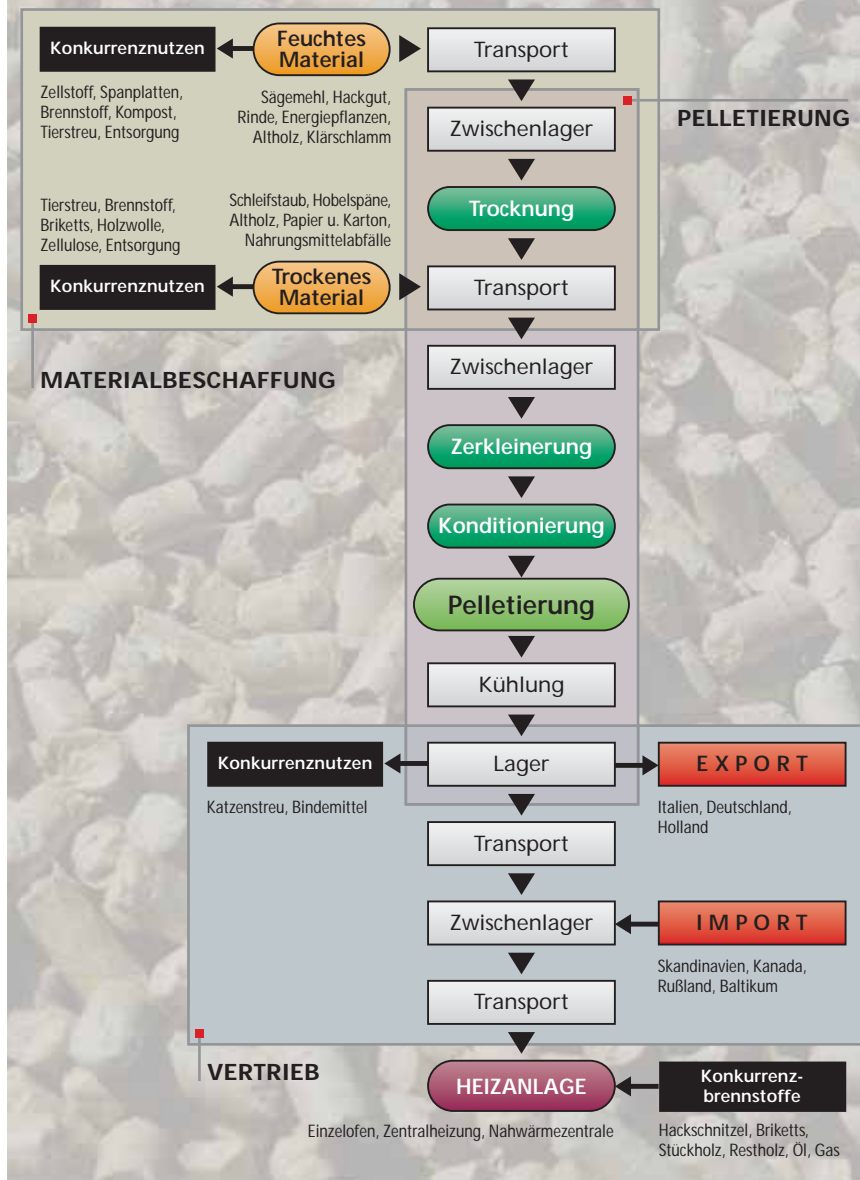 Konkurrenznutzen
Feuchtes
Material
Transport
Zellstoff, Spanplatten,
Brennstoff, Kompost,
Tierstreu, Entsorgung
Sägemehl, Hackgut,
Rinde, Energiepflanzen,
Altholz, Klärschlamm
Zwischenlager
PELLETIERUNG
Tierstreu, Brennstoff,
Briketts, Holzwolle,
Zellulose, Entsorgung
Schleifstaub, Hobelspäne,
Altholz, Papier u. Karton,
Nahrungsmittelabfälle
Trocknung
Konkurrenznutzen
Trockenes
Material
Transport
MATERIALBESCHAFFUNG
Zwischenlager
Zerkleinerung
Konditionierung
Pelletierung
Kühlung
Konkurrenznutzen
Lager
EXPORT
Katzenstreu, Bindemittel
Italien, Deutschland,
Holland
Transport
Zwischenlager
IMPORT
Skandinavien, Kanada,
Rußland, Baltikum
Transport
VERTRIEB
HEIZANLAGE
Konkurrenz-
brennstoffe
Einzelofen, Zentralheizung, Nahwärmezentrale
Hackschnitzel, Briketts,
Stückholz, Restholz, Öl, Gas